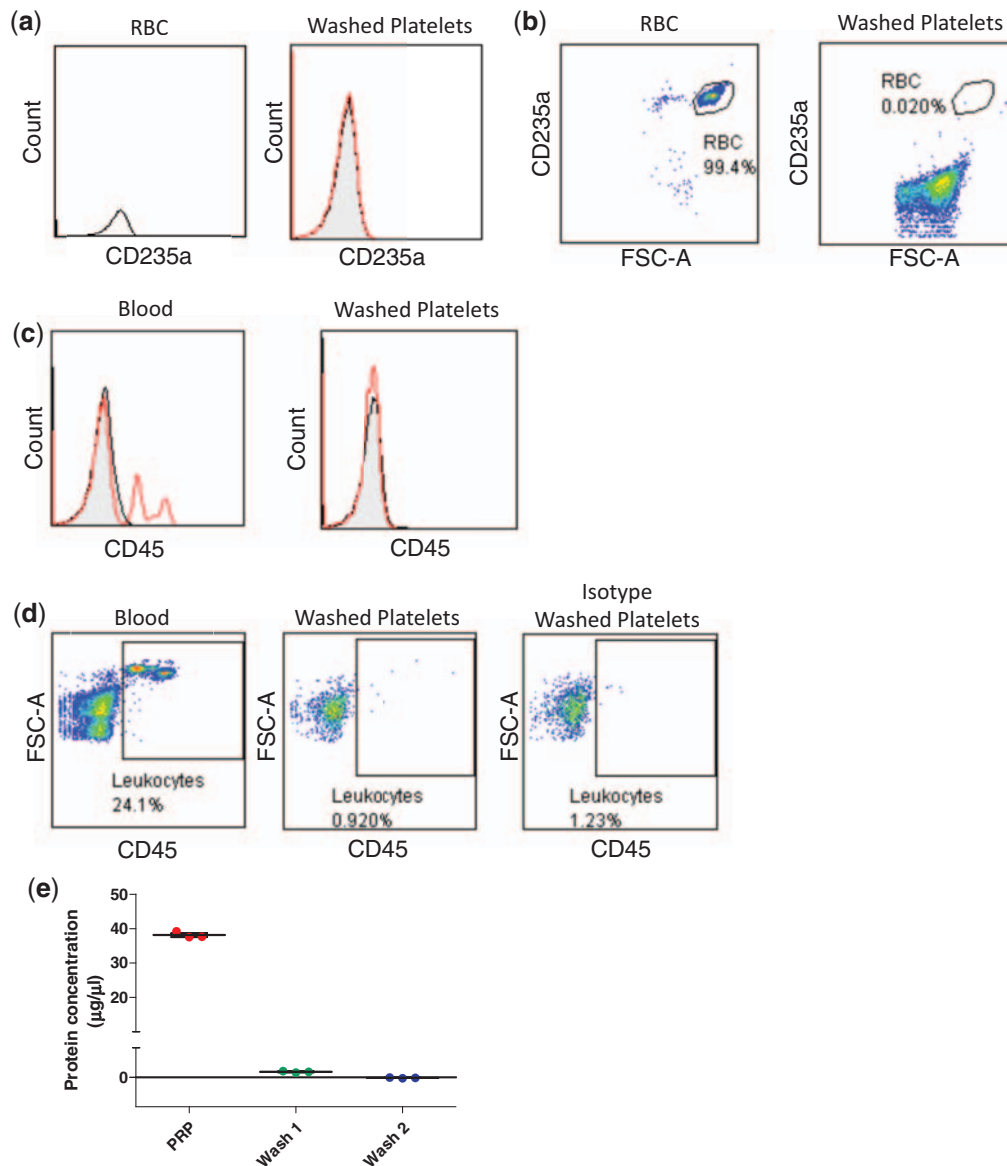 (a)
RBC
Count
CD235a
Washed Platelets
Count
CD235a
(b)
RBC
CD235a
RBC
99.4%
FSC-A
Washed Platelets
CD235a
RBC
0.020%
FSC-A
(c)
Blood
Count
CD45
Washed Platelets
Count
CD45
(d)
Blood
FSC-A
Leukocytes
24.1%
CD45
Washed Platelets
FSC-A
Leukocytes
0.920%
CD45
Isotype
Washed Platelets
FSC-A
Leukocytes
1.23%
CD45
(e)
Protein concentration
(µg/µl)
50
40
30
20
0
PRP
Wash 1
Wash 2